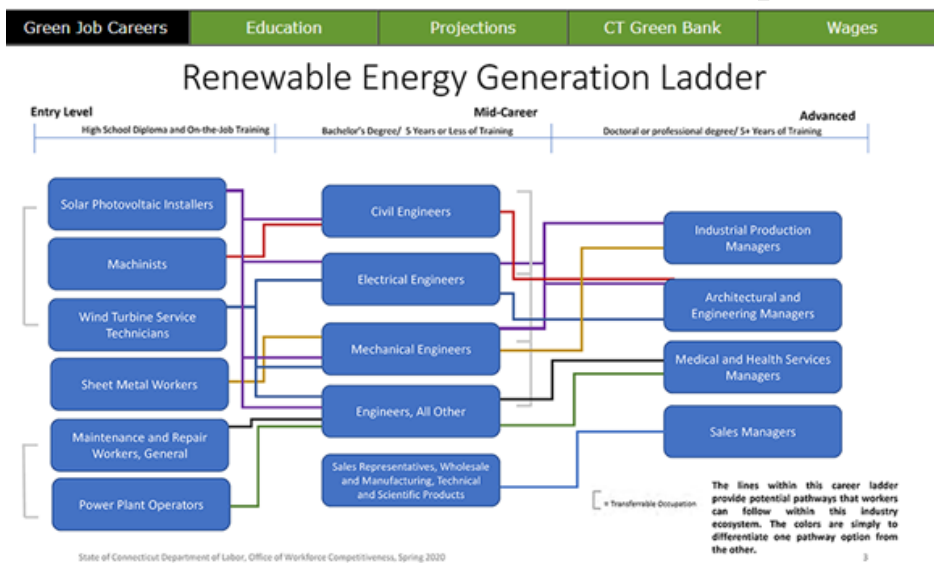 Green Job Careers
Education
Projections
CT Green Bank
Wages
Renewable Energy Generation Ladder
Entry Level
Mid-Career
Advanced
High School Diploma and On-the-Job Training
Bachelor's Degree/ 5 Years or Less of Training
Doctoral or professional degree/ 5+ Years of Training
Solar Photovoltaic Installers
Machinists
Wind Turbine Service
Technicians
Sheet Metal Workers
Maintenance and Repair
Workers, General
Power Plant Operators
Civil Engineers
Electrical Engineers
Mechanical Engineers
Engineers, All Other
Sales Representatives, Wholesale
and Manufacturing, Technical
and Scientific Products
Industrial Production
Managers
Architectural and
Engineering Managers
Medical and Health Services
Managers
Sales Managers
= Transferrable Occupation
The lines within this career ladder
provide potential pathways that workers
can follow within this industry
ecosystem. The colors are simply to
differentiate one pathway option from
the other.
State of Connecticut Department of Labor, Office of Workforce Competitiveness, Spring 2020
3